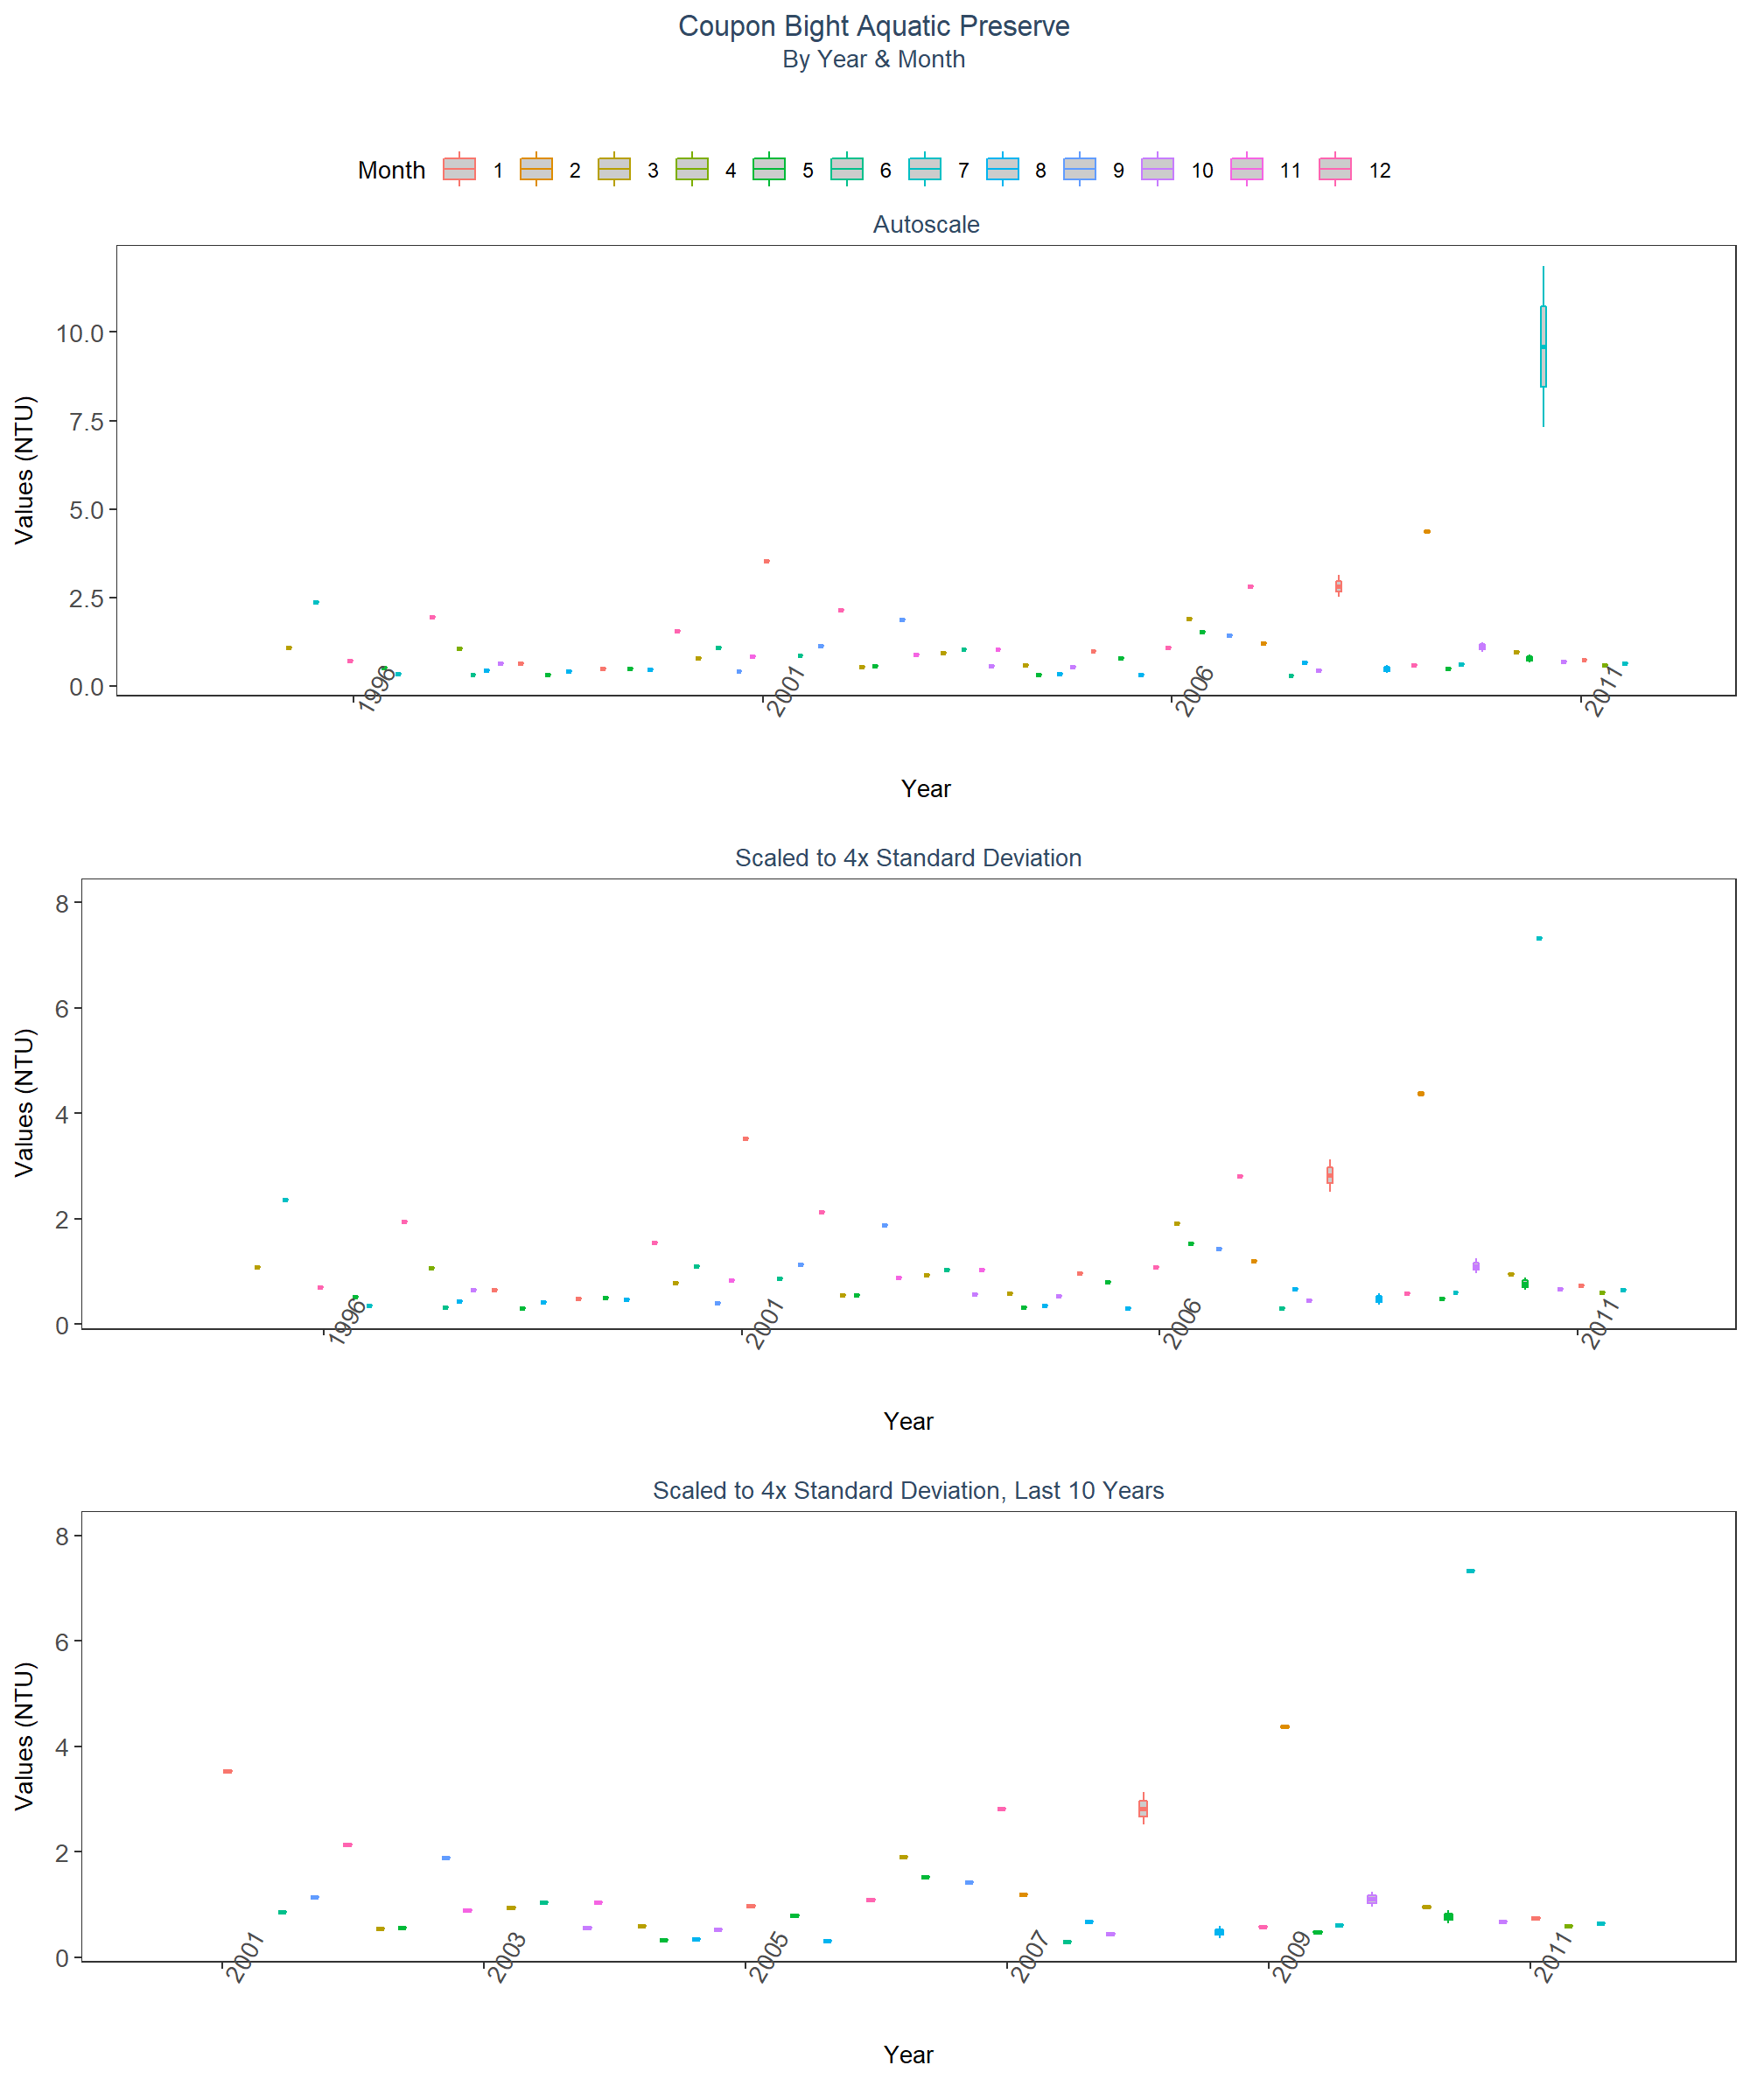 Coupon Bight Aquatic Preserve
By Year & Month
Month 1 2 3 4 5 6 7 8 9 10 11 12
Autoscale
Values (NTU)
10.0
7.5
5.0
2.5
0.0
1996 2001 2006 2011
Year
Scaled to 4x Standard Deviation
Values (NTU)
8
6
4
2
0
1996 2001 2006 2011
Year
Scaled to 4x Standard Deviation, Last 10 Years
Values (NTU)
8
6
4
2
0
2001 2003 2005 2007 2009 2011
Year